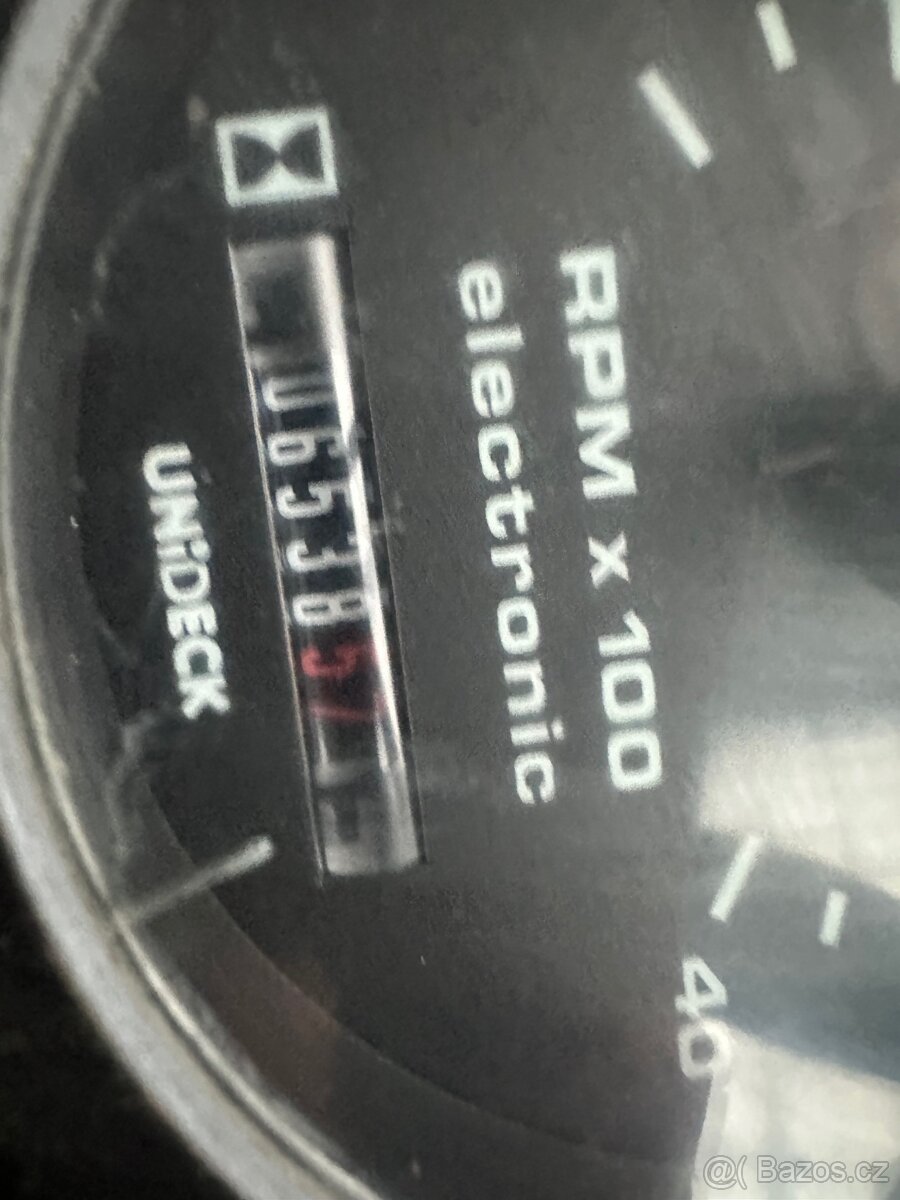 RPM x 100
electronic
065385
UNiDECK
40
@( Bazos.cz